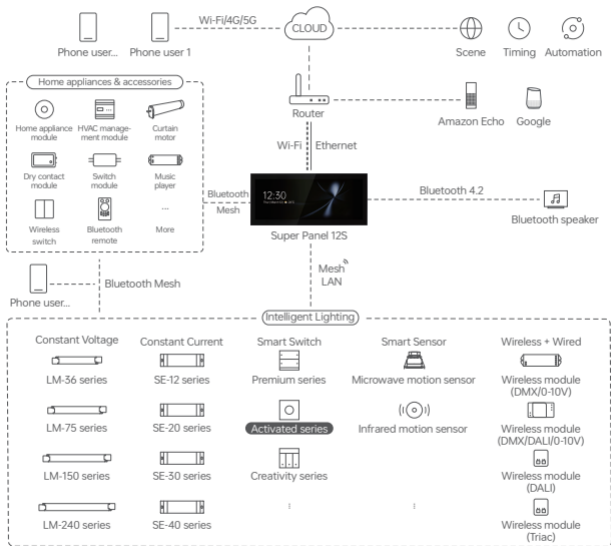 Wi-Fi/4G/5G
CLOUD
Phone user...
Phone user 1
Scene
Timing
Automation
Home appliances & accessories
Home appliance
module
HVAC manage-
ment module
Curtain
motor
Dry contact
module
Switch
module
Music
player
Wireless
switch
Bluetooth
remote
...
More
Router
Amazon Echo
Google
Wi-Fi
Ethernet
Bluetooth
Mesh
12:30
Super Panel 12S
Bluetooth 4.2
Bluetooth speaker
Mesh
LAN
Phone user...
Bluetooth Mesh
Intelligent Lighting
Constant Voltage
LM-36 series
LM-75 series
LM-150 series
LM-240 series
Constant Current
SE-12 series
SE-20 series
SE-30 series
SE-40 series
Smart Switch
Premium series
Activated series
Creativity series
Smart Sensor
Microwave motion sensor
Infrared motion sensor
Wireless + Wired
Wireless module
(DMX/0-10V)
Wireless module
(DMX/DALI/0-10V)
Wireless module
(DALI)
Wireless module
(Triac)